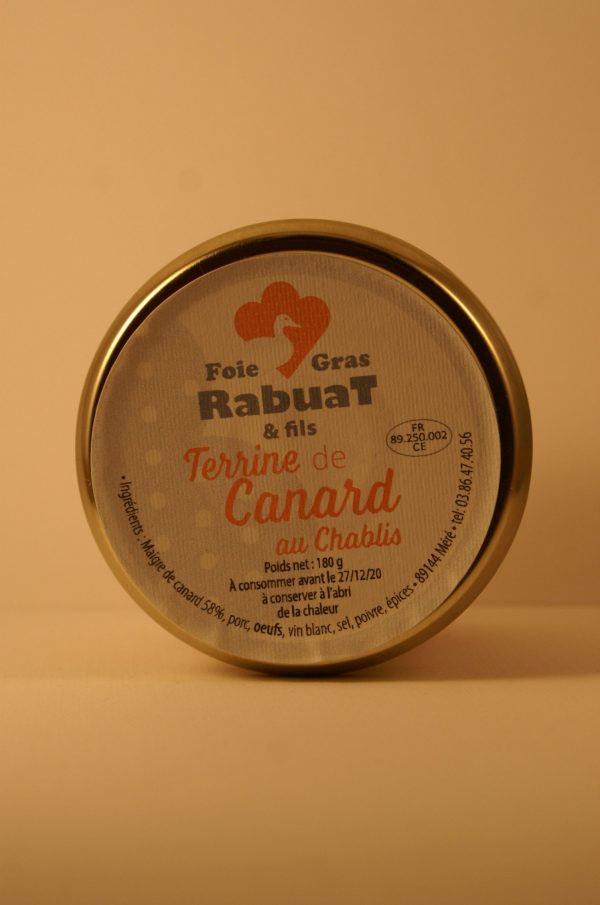 Foie Gras
RabuaT
& fils
Terrine de
Canard
au Chablis
FR
89.250.002
CE
Poids net : 180 g
À consommer avant le 27/12/20
à conserver à l'abri
de la chaleur
• Ingrédients : Maigre de canard 58%, porc, oeufs, vin blanc, sel, poivre, épices • 89144 Méré • tel: 03.86.47.40.56